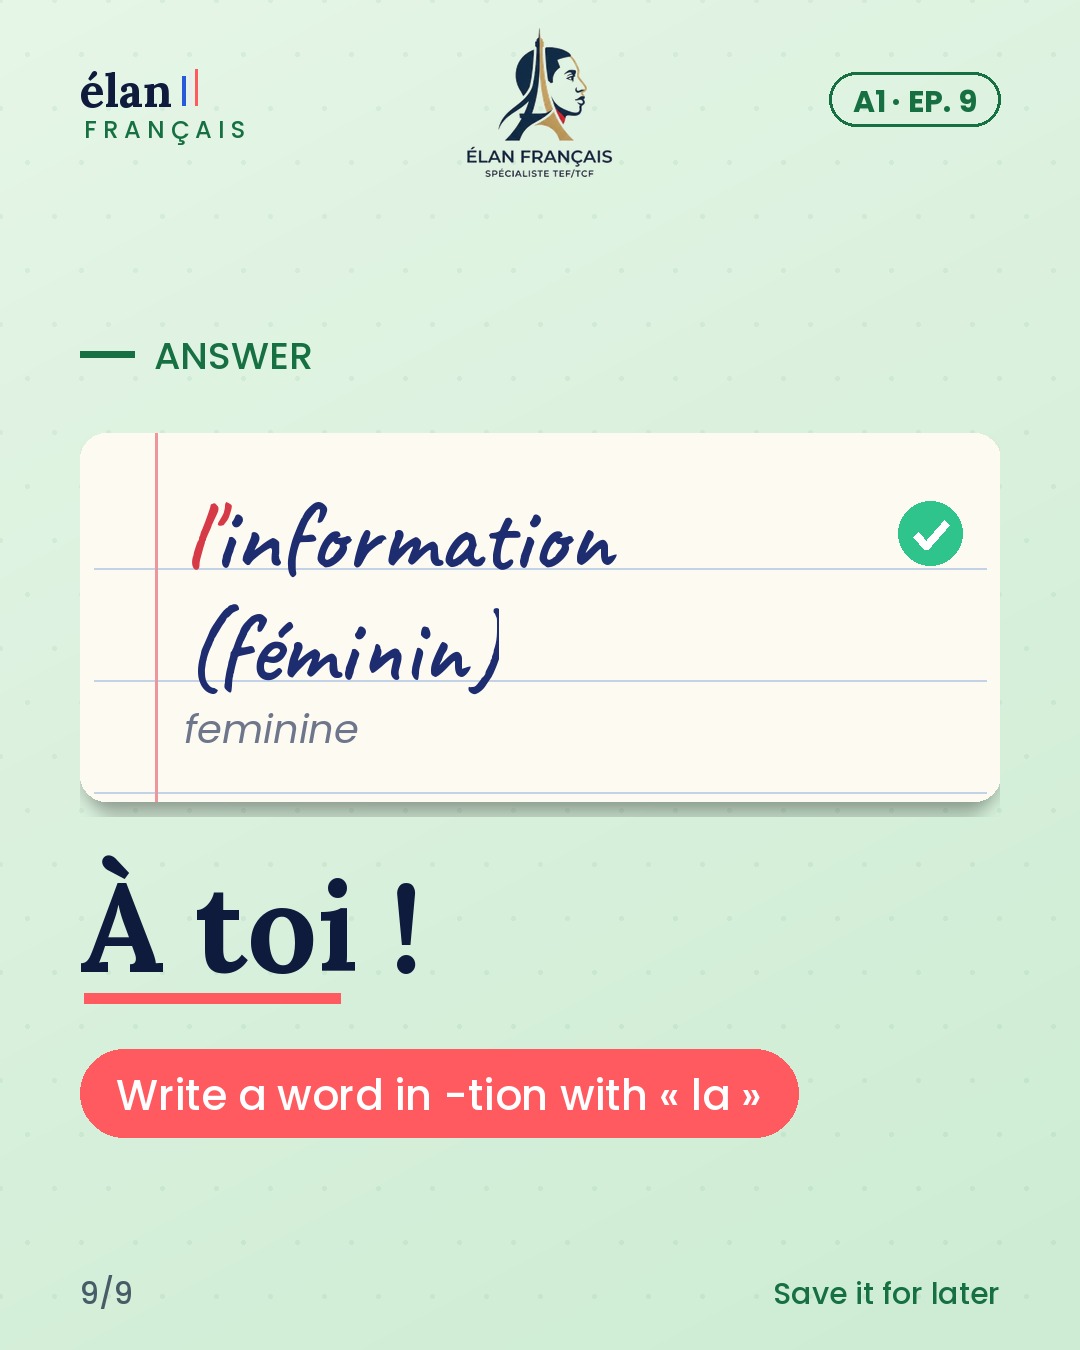 élan
FRANÇAIS
ÉLAN FRANÇAIS
SPÉCIALISTE TEF/TCF
A1 · EP. 9
ANSWER
l'information
(féminin)
feminine
À toi !
Write a word in -tion with « la »
9/9
Save it for later